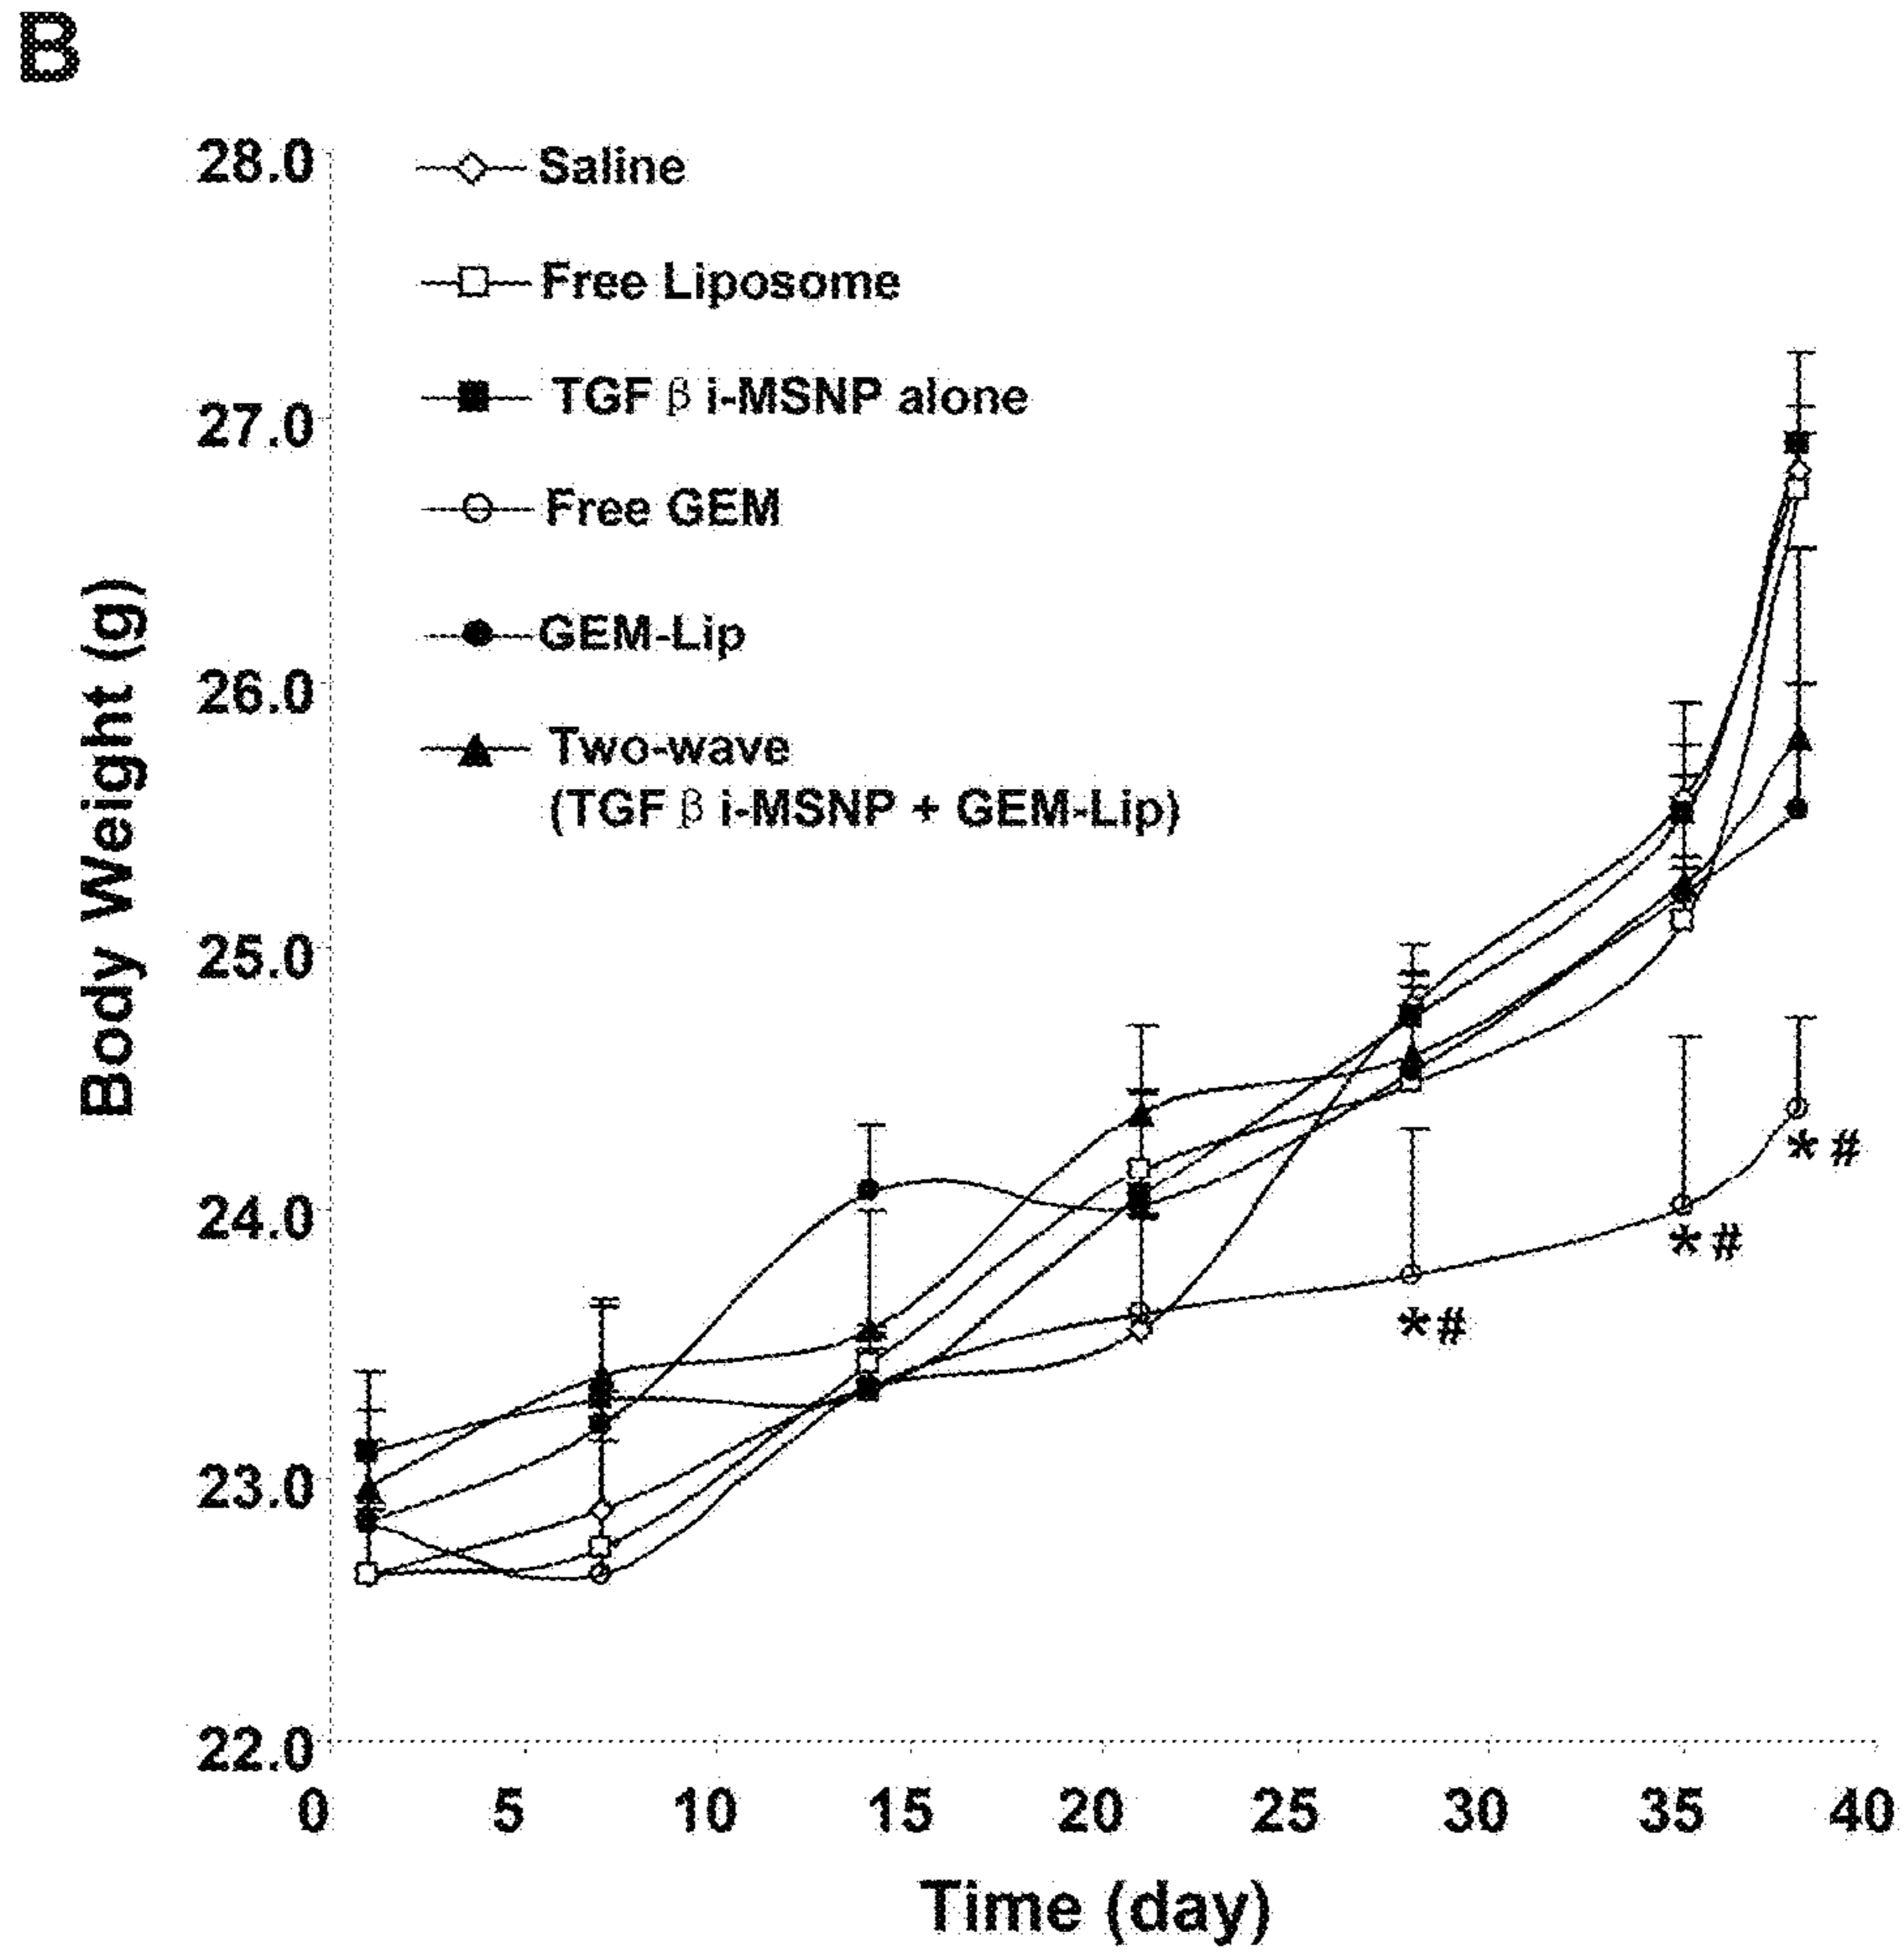 B
28.0
27.0
26.0
25.0
24.0
23.0
22.0
Body Weight (g)
Saline
Free Liposome
TGF β i-MSNP alone
Free GEM
GEM-Lip
Two-wave
(TGF β i-MSNP + GEM-Lip)
*#
*#
*#
0 5 10 15 20 25 30 35 40
Time (day)